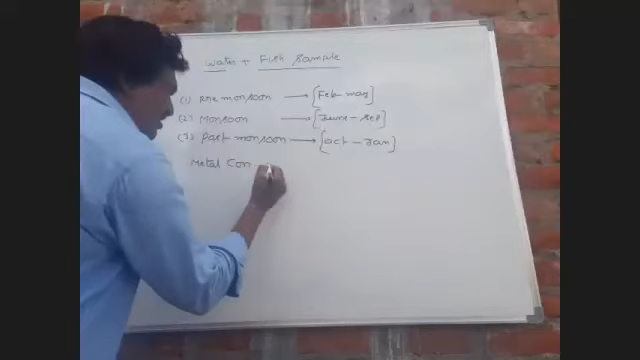 Water + Fish Sample
(1) Pre monsoon → [Feb - may]
(2) Monsoon → [June - Sep]
(3) Post monsoon → [oct - Jan]
Metal Con